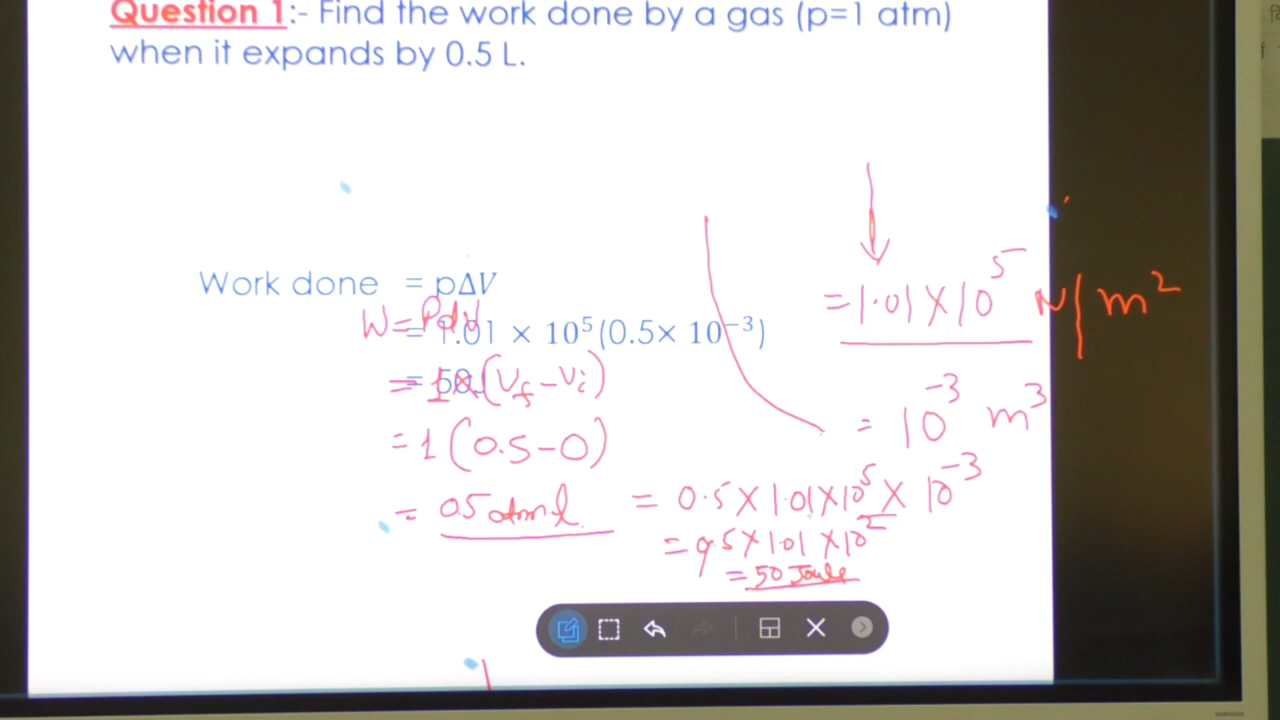 Question 1:- Find the work done by a gas (p=1 atm)
when it expands by 0.5 L.
Work done = pΔV
= 1.01 × 10⁵(0.5× 10⁻³)
= 50
W = PdV
= 1×(Vf – Vi)
= 1(0.5–0)
= 0.5 atm l
= 1.01 × 10⁵ N/m²
= 10⁻³ m³
= 0.5 × 1.01 × 10⁵ × 10⁻³
= 0.5 × 1.01 × 10²
= 50 Joule
SAMSUNG